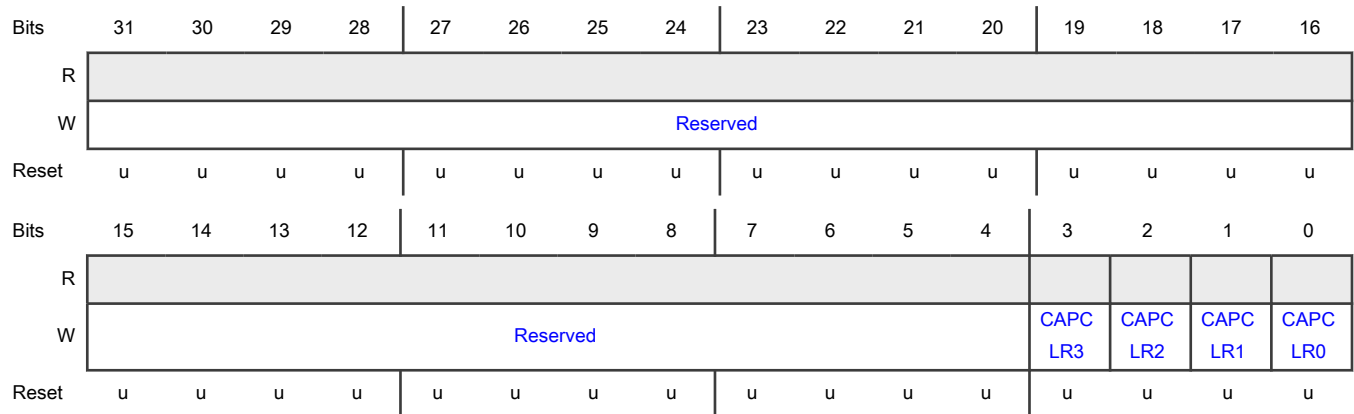 Bits 31 30 29 28 27 26 25 24 23 22 21 20 19 18 17 16
R
W Reserved
Reset u u u u u u u u u u u u u u u u
Bits 15 14 13 12 11 10 9 8 7 6 5 4 3 2 1 0
R
W Reserved CAPC LR3 CAPC LR2 CAPC LR1 CAPC LR0
Reset u u u u u u u u u u u u u u u u